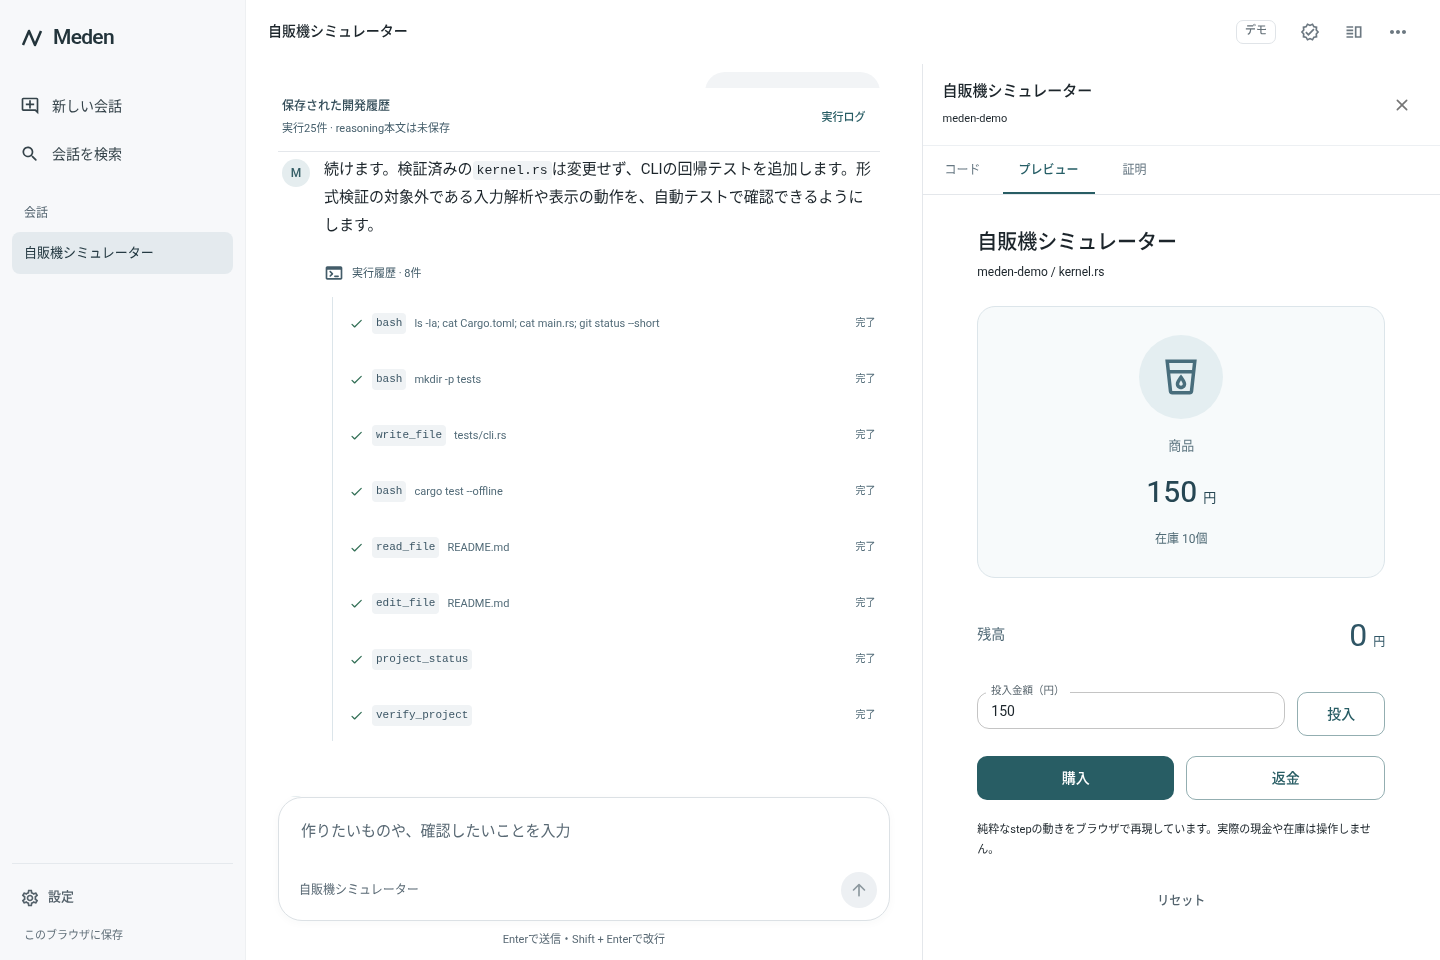 Meden
新しい会話
会話を検索
会話
自販機シミュレーター
設定
このブラウザに保存
自販機シミュレーター
デモ
保存された開発履歴
実行25件 · reasoning本文は未保存
実行ログ
M
続けます。検証済みのkernel.rsは変更せず、CLIの回帰テストを追加します。形
式検証の対象外である入力解析や表示の動作を、自動テストで確認できるように
します。
実行履歴 · 8件
bash ls -la; cat Cargo.toml; cat main.rs; git status --short 完了
bash mkdir -p tests 完了
write_file tests/cli.rs 完了
bash cargo test --offline 完了
read_file README.md 完了
edit_file README.md 完了
project_status 完了
verify_project 完了
作りたいものや、確認したいことを入力
自販機シミュレーター
Enterで送信・Shift + Enterで改行
自販機シミュレーター
meden-demo
コード プレビュー 証明
自販機シミュレーター
meden-demo / kernel.rs
商品
150 円
在庫 10個
残高 0 円
投入金額（円）
150
投入
購入 返金
純粋なstepの動きをブラウザで再現しています。実際の現金や在庫は操作しませ
ん。
リセット